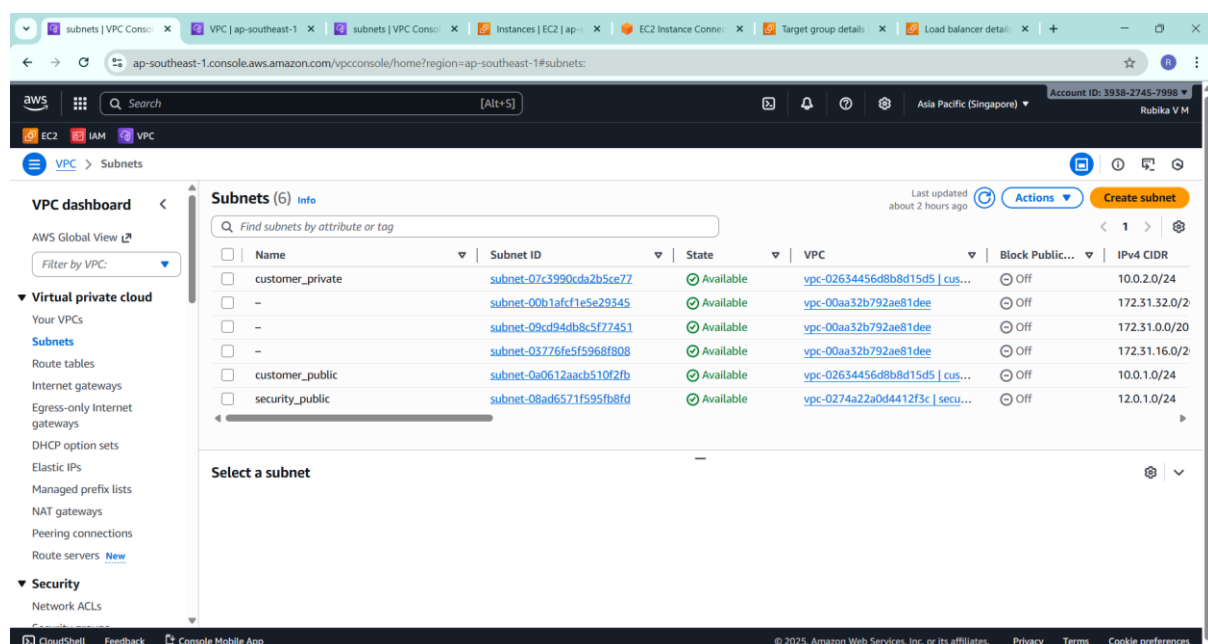 subnets | VPC Consol
VPC | ap-southeast-1
subnets | VPC Consol
Instances | EC2 | ap-s
EC2 Instance Connec
Target group details
Load balancer details
ap-southeast-1.console.aws.amazon.com/vpcconsole/home?region=ap-southeast-1#subnets:
R
aws
Search
[Alt+S]
Asia Pacific (Singapore)
Account ID: 3938-2745-7998
Rubika V M
EC2 IAM VPC
VPC > Subnets
VPC dashboard
AWS Global View
Filter by VPC:
Virtual private cloud
Your VPCs
Subnets
Route tables
Internet gateways
Egress-only Internet
gateways
DHCP option sets
Elastic IPs
Managed prefix lists
NAT gateways
Peering connections
Route servers New
Security
Network ACLs
Subnets (6) Info
Last updated
about 2 hours ago
Actions
Create subnet
Find subnets by attribute or tag
1
Name Subnet ID State VPC Block Public... IPv4 CIDR
customer_private subnet-07c3990cda2b5ce77 Available vpc-02634456d8b8d15d5 | cus... Off 10.0.2.0/24
– subnet-00b1afcf1e5e29345 Available vpc-00aa32b792ae81dee Off 172.31.32.0/2
– subnet-09cd94db8c5f77451 Available vpc-00aa32b792ae81dee Off 172.31.0.0/20
– subnet-03776fe5f5968f808 Available vpc-00aa32b792ae81dee Off 172.31.16.0/2
customer_public subnet-0a0612aacb510f2fb Available vpc-02634456d8b8d15d5 | cus... Off 10.0.1.0/24
security_public subnet-08ad6571f595fb8fd Available vpc-0274a22a0d4412f3c | secu... Off 12.0.1.0/24
Select a subnet
CloudShell Feedback Console Mobile App
© 2025, Amazon Web Services, Inc. or its affiliates. Privacy Terms Cookie preferences